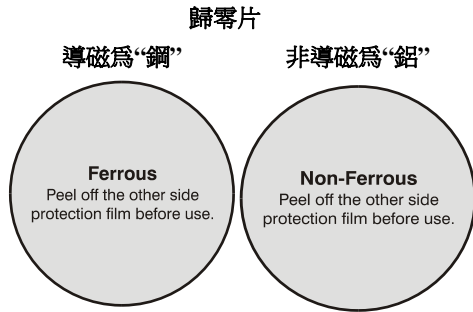 歸零片
導磁爲“鋼”
非導磁爲“鋁”
Ferrous
Peel off the other side
protection film before use.
Non-Ferrous
Peel off the other side
protection film before use.